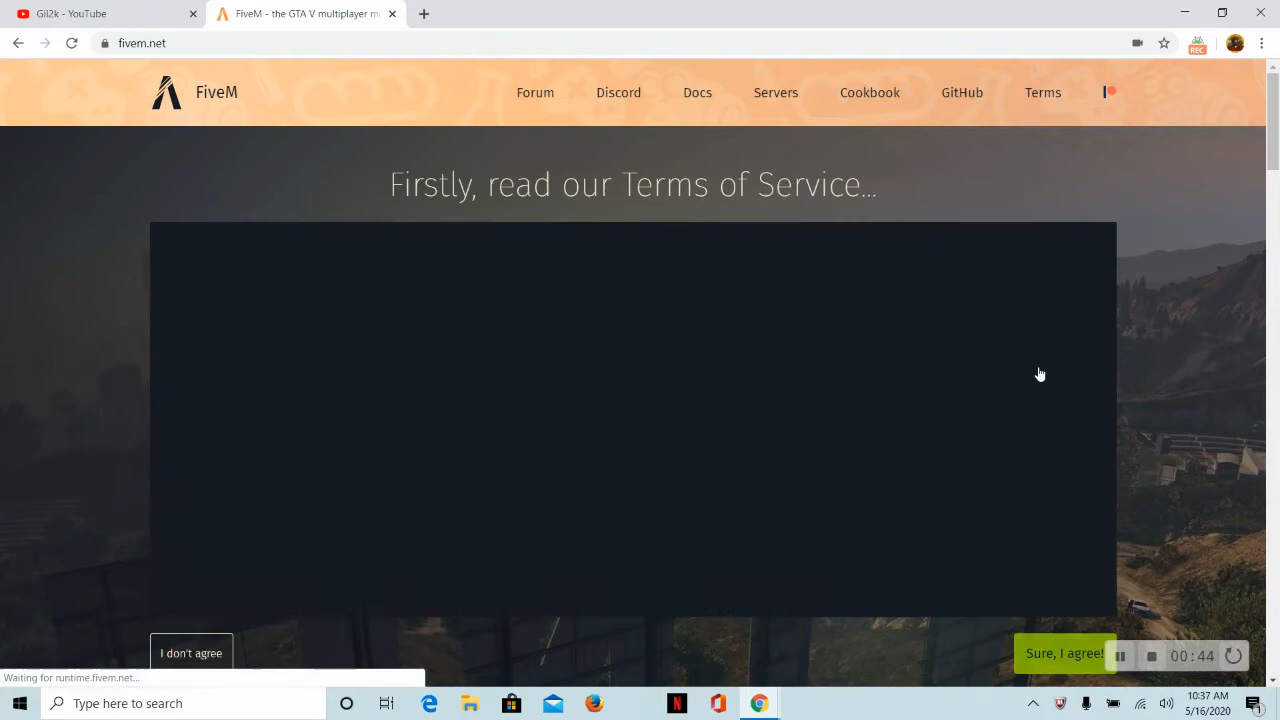 Gil2k - YouTube
FiveM - the GTA V multiplayer m
fivem.net
REC
FiveM
Forum
Discord
Docs
Servers
Cookbook
GitHub
Terms
Firstly, read our Terms of Service...
I don't agree
Sure, I agree!
00:44
Waiting for runtime.fivem.net...
Type here to search
10:37 AM
5/16/2020
1